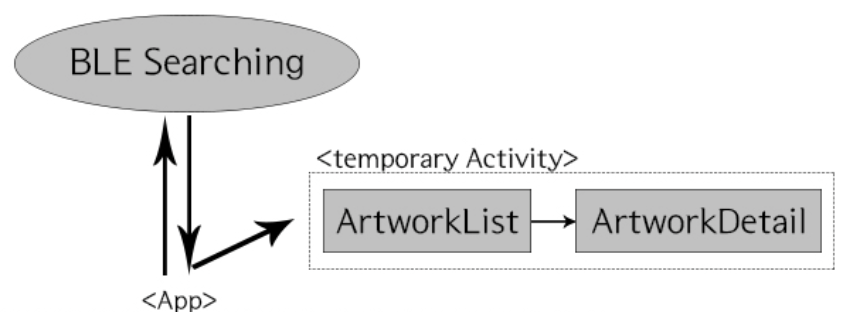 BLE Searching
<temporary Activity>
ArtworkList
ArtworkDetail
<App>